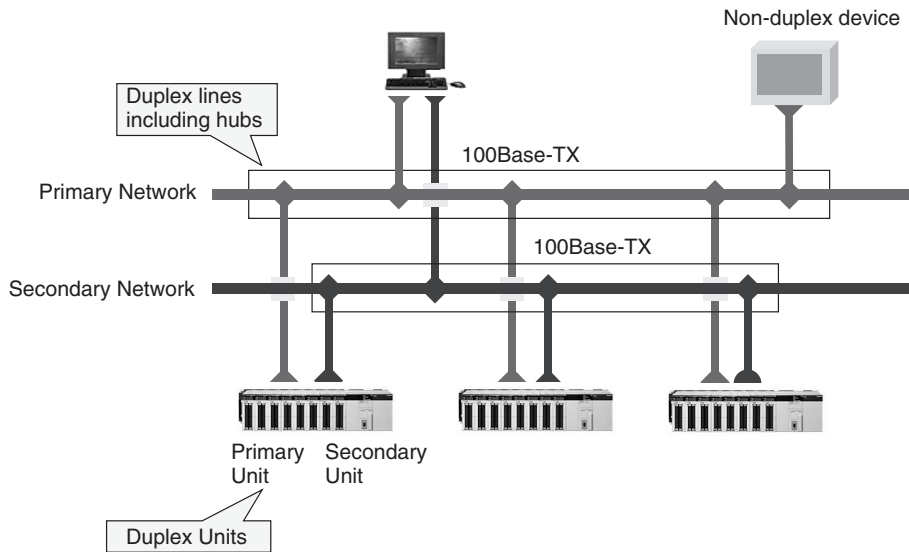 Non-duplex device
Duplex lines
including hubs
100Base-TX
Primary Network
100Base-TX
Secondary Network
Primary
Unit
Secondary
Unit
Duplex Units